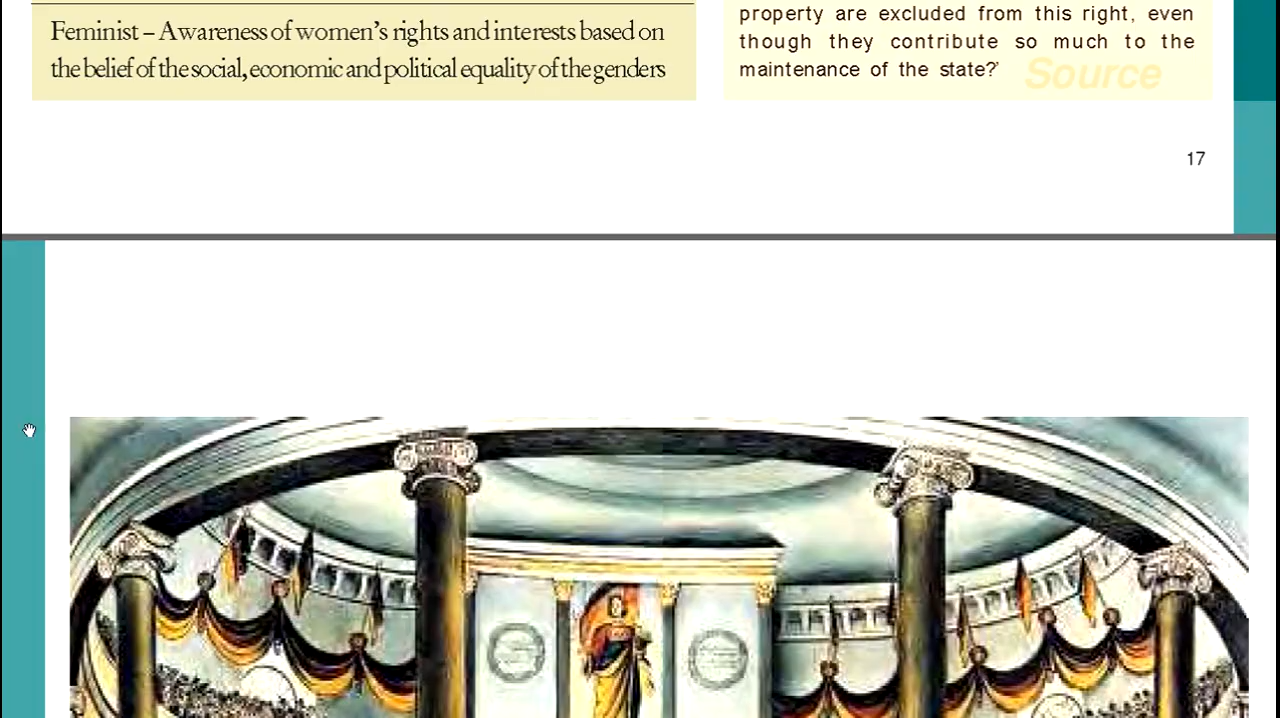 Feminist – Awareness of women’s rights and interests based on
the belief of the social, economic and political equality of the genders
property are excluded from this right, even
though they contribute so much to the
maintenance of the state?’
Source
17